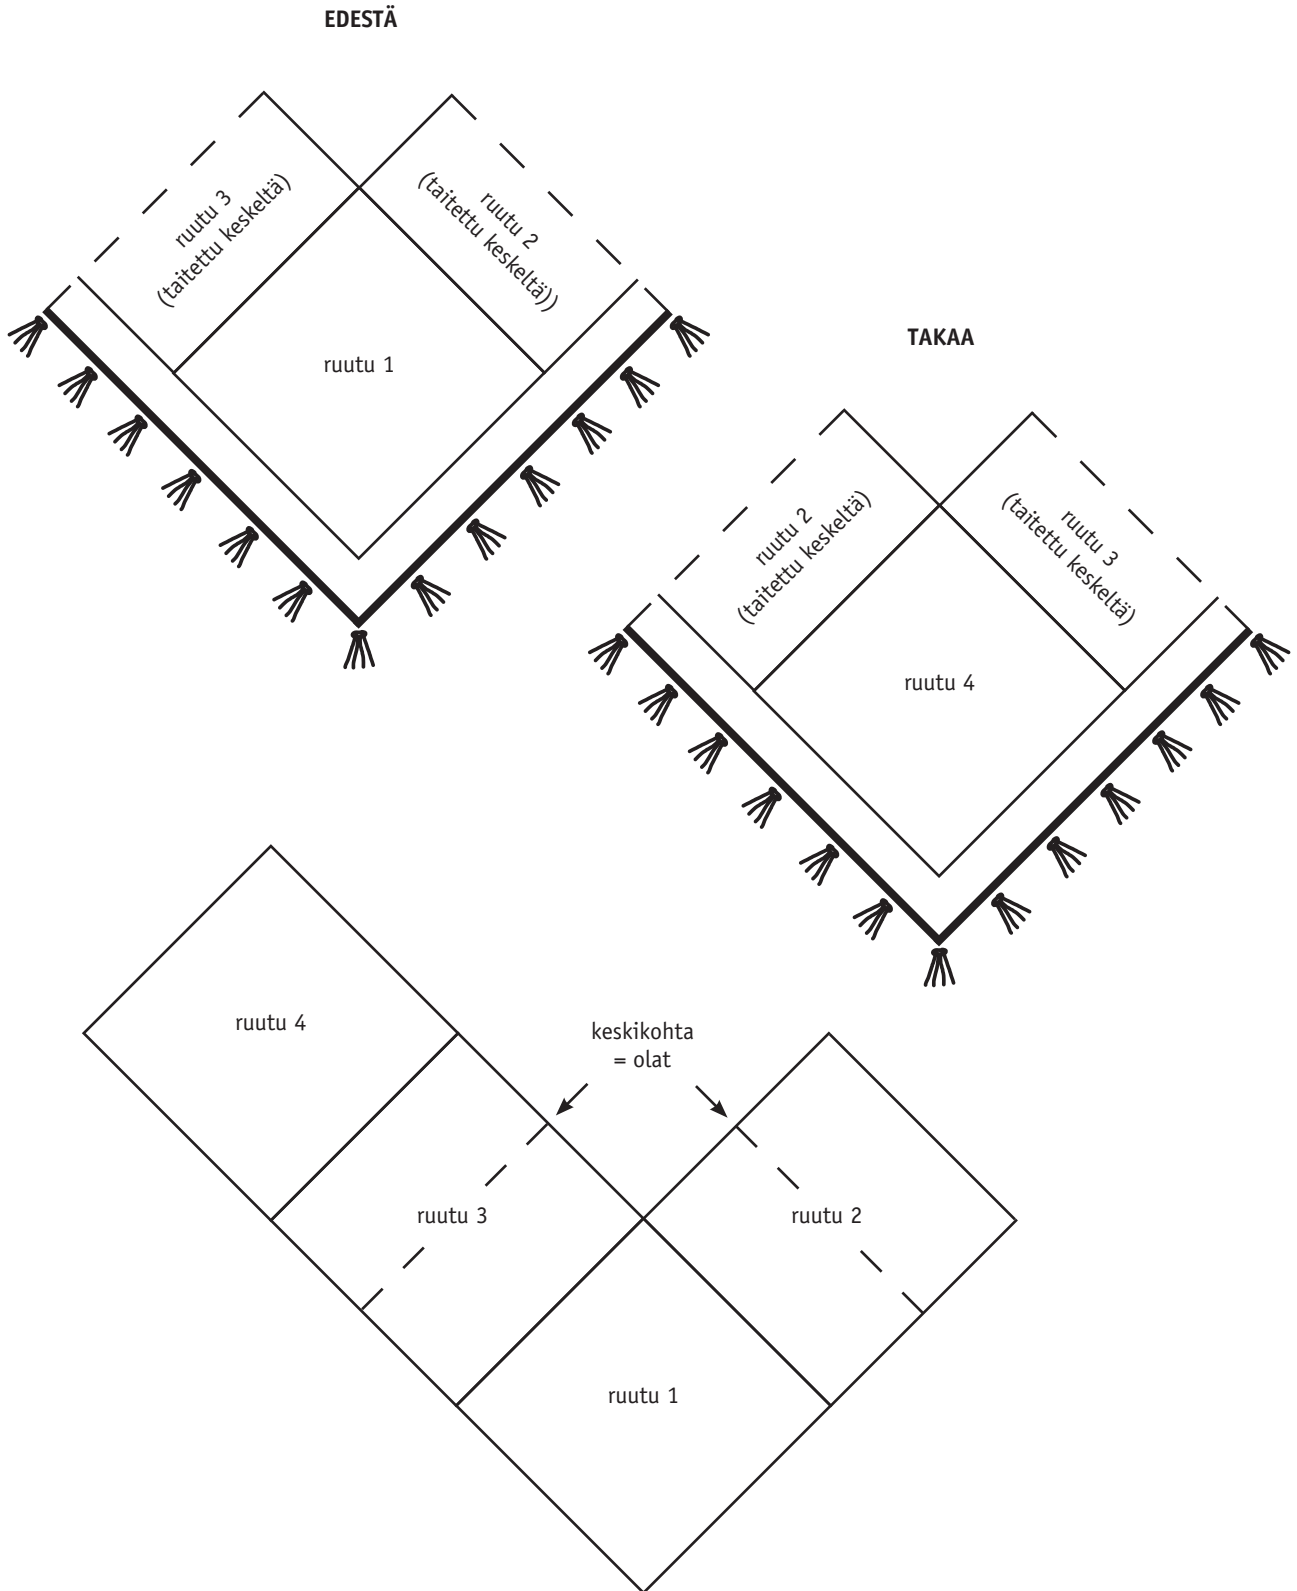 EDESTÄ
ruutu 3
(taitettu keskeltä)
ruutu 2
(taitettu keskeltä))
ruutu 1
TAKAA
ruutu 2
(taitettu keskeltä)
ruutu 3
(taitettu keskeltä)
ruutu 4
ruutu 4
keskikohta
= olat
ruutu 3
ruutu 2
ruutu 1